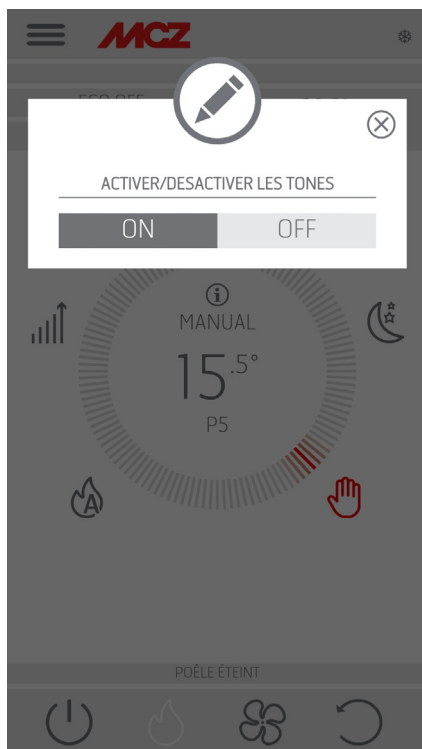 MCZ
ACTIVER/DESACTIVER LES TONES
ON OFF
MANUAL
15.5°
P5
A
POÊLE ÉTEINT